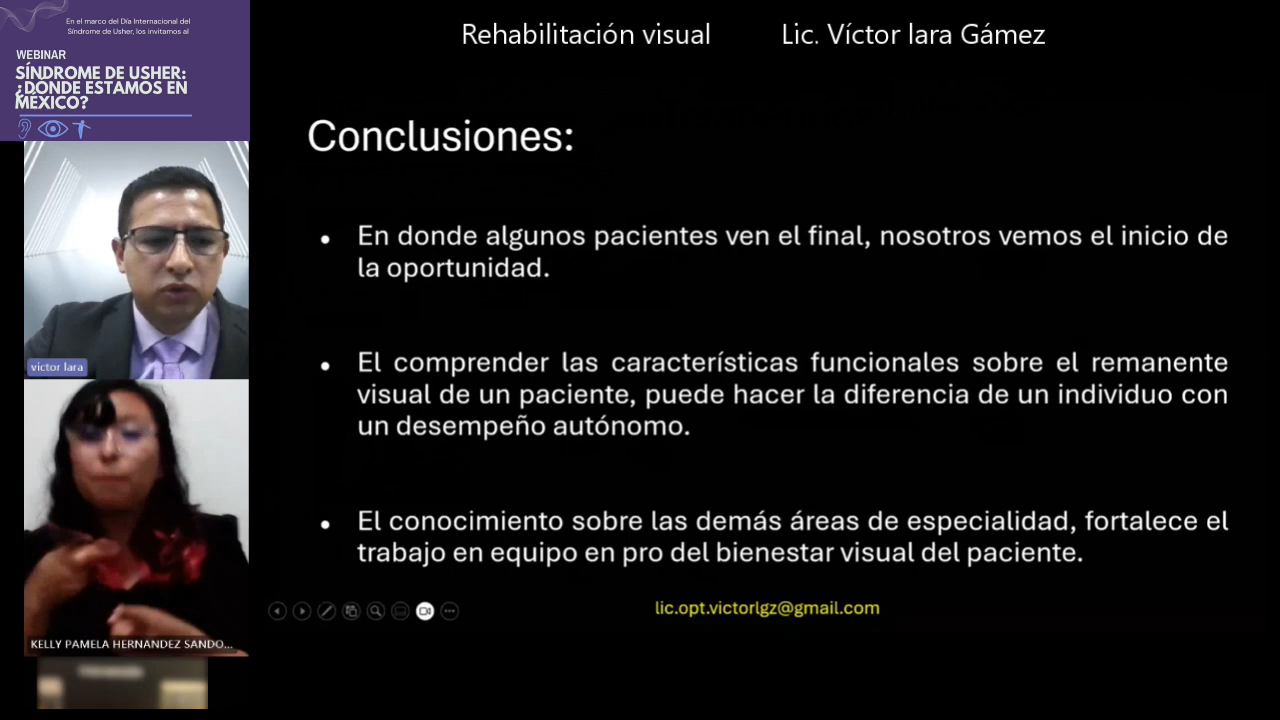 En el marco del Día Internacional del
Síndrome de Usher, los invitamos al
WEBINAR
SÍNDROME DE USHER:
¿DONDE ESTAMOS EN
MÉXICO?
Rehabilitación visual Lic. Víctor lara Gámez
Conclusiones:
• En donde algunos pacientes ven el final, nosotros vemos el inicio de
la oportunidad.
• El comprender las características funcionales sobre el remanente
visual de un paciente, puede hacer la diferencia de un individuo con
un desempeño autónomo.
• El conocimiento sobre las demás áreas de especialidad, fortalece el
trabajo en equipo en pro del bienestar visual del paciente.
lic.opt.victorlgz@gmail.com
víctor lara
KELLY PAMELA HERNANDEZ SANDO...